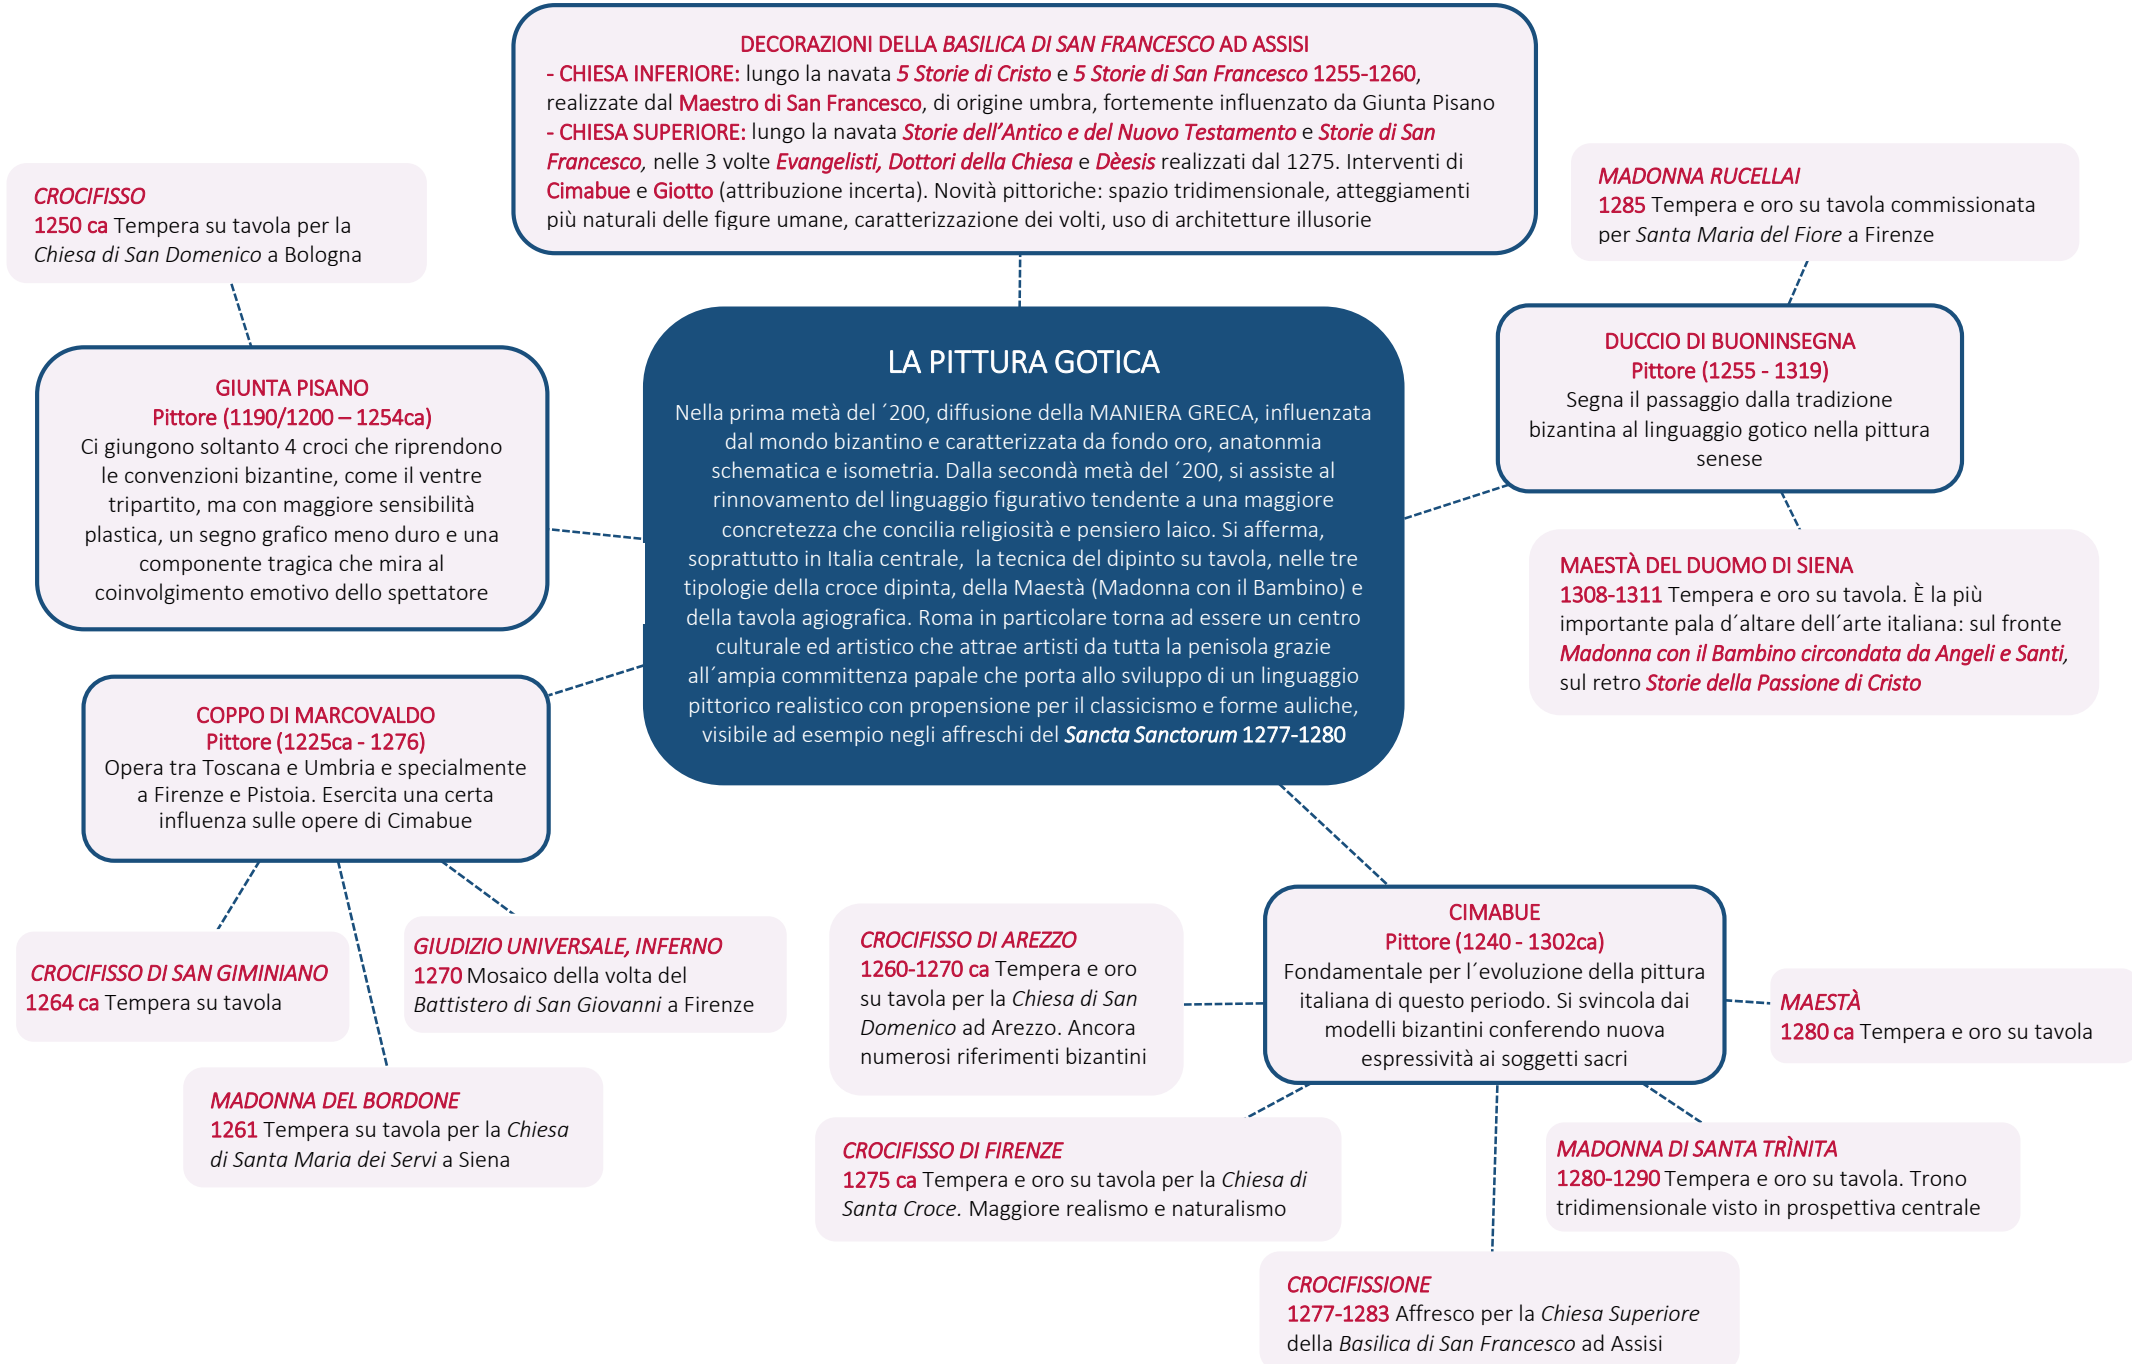 DECORAZIONI DELLA BASILICA DI SAN FRANCESCO AD ASSISI
- CHIESA INFERIORE: lungo la navata 5 Storie di Cristo e 5 Storie di San Francesco 1255-1260,
realizzate dal Maestro di San Francesco, di origine umbra, fortemente influenzato da Giunta Pisano
- CHIESA SUPERIORE: lungo la navata Storie dell’Antico e del Nuovo Testamento e Storie di San
Francesco, nelle 3 volte Evangelisti, Dottori della Chiesa e Dèesis realizzati dal 1275. Interventi di
Cimabue e Giotto (attribuzione incerta). Novità pittoriche: spazio tridimensionale, atteggiamenti
più naturali delle figure umane, caratterizzazione dei volti, uso di architetture illusorie
CROCIFISSO
1250 ca Tempera su tavola per la
Chiesa di San Domenico a Bologna
MADONNA RUCELLAI
1285 Tempera e oro su tavola commissionata
per Santa Maria del Fiore a Firenze
GIUNTA PISANO
Pittore (1190/1200 – 1254ca)
Ci giungono soltanto 4 croci che riprendono
le convenzioni bizantine, come il ventre
tripartito, ma con maggiore sensibilità
plastica, un segno grafico meno duro e una
componente tragica che mira al
coinvolgimento emotivo dello spettatore
LA PITTURA GOTICA
Nella prima metà del ´200, diffusione della MANIERA GRECA, influenzata
dal mondo bizantino e caratterizzata da fondo oro, anatonmia
schematica e isometria. Dalla secondà metà del ´200, si assiste al
rinnovamento del linguaggio figurativo tendente a una maggiore
concretezza che concilia religiosità e pensiero laico. Si afferma,
soprattutto in Italia centrale,  la tecnica del dipinto su tavola, nelle tre
tipologie della croce dipinta, della Maestà (Madonna con il Bambino) e
della tavola agiografica. Roma in particolare torna ad essere un centro
culturale ed artistico che attrae artisti da tutta la penisola grazie
all´ampia committenza papale che porta allo sviluppo di un linguaggio
pittorico realistico con propensione per il classicismo e forme auliche,
visibile ad esempio negli affreschi del Sancta Sanctorum 1277-1280
DUCCIO DI BUONINSEGNA
Pittore (1255 - 1319)
Segna il passaggio dalla tradizione
bizantina al linguaggio gotico nella pittura
senese
MAESTÀ DEL DUOMO DI SIENA
1308-1311 Tempera e oro su tavola. È la più
importante pala d´altare dell´arte italiana: sul fronte
Madonna con il Bambino circondata da Angeli e Santi,
sul retro Storie della Passione di Cristo
COPPO DI MARCOVALDO
Pittore (1225ca - 1276)
Opera tra Toscana e Umbria e specialmente
a Firenze e Pistoia. Esercita una certa
influenza sulle opere di Cimabue
CROCIFISSO DI SAN GIMINIANO
1264 ca Tempera su tavola
GIUDIZIO UNIVERSALE, INFERNO
1270 Mosaico della volta del
Battistero di San Giovanni a Firenze
MADONNA DEL BORDONE
1261 Tempera su tavola per la Chiesa
di Santa Maria dei Servi a Siena
CIMABUE
Pittore (1240 - 1302ca)
Fondamentale per l´evoluzione della pittura
italiana di questo periodo. Si svincola dai
modelli bizantini conferendo nuova
espressività ai soggetti sacri
CROCIFISSO DI AREZZO
1260-1270 ca Tempera e oro
su tavola per la Chiesa di San
Domenico ad Arezzo. Ancora
numerosi riferimenti bizantini
MAESTÀ
1280 ca Tempera e oro su tavola
CROCIFISSO DI FIRENZE
1275 ca Tempera e oro su tavola per la Chiesa di
Santa Croce. Maggiore realismo e naturalismo
MADONNA DI SANTA TRÌNITA
1280-1290 Tempera e oro su tavola. Trono
tridimensionale visto in prospettiva centrale
CROCIFISSIONE
1277-1283 Affresco per la Chiesa Superiore
della Basilica di San Francesco ad Assisi